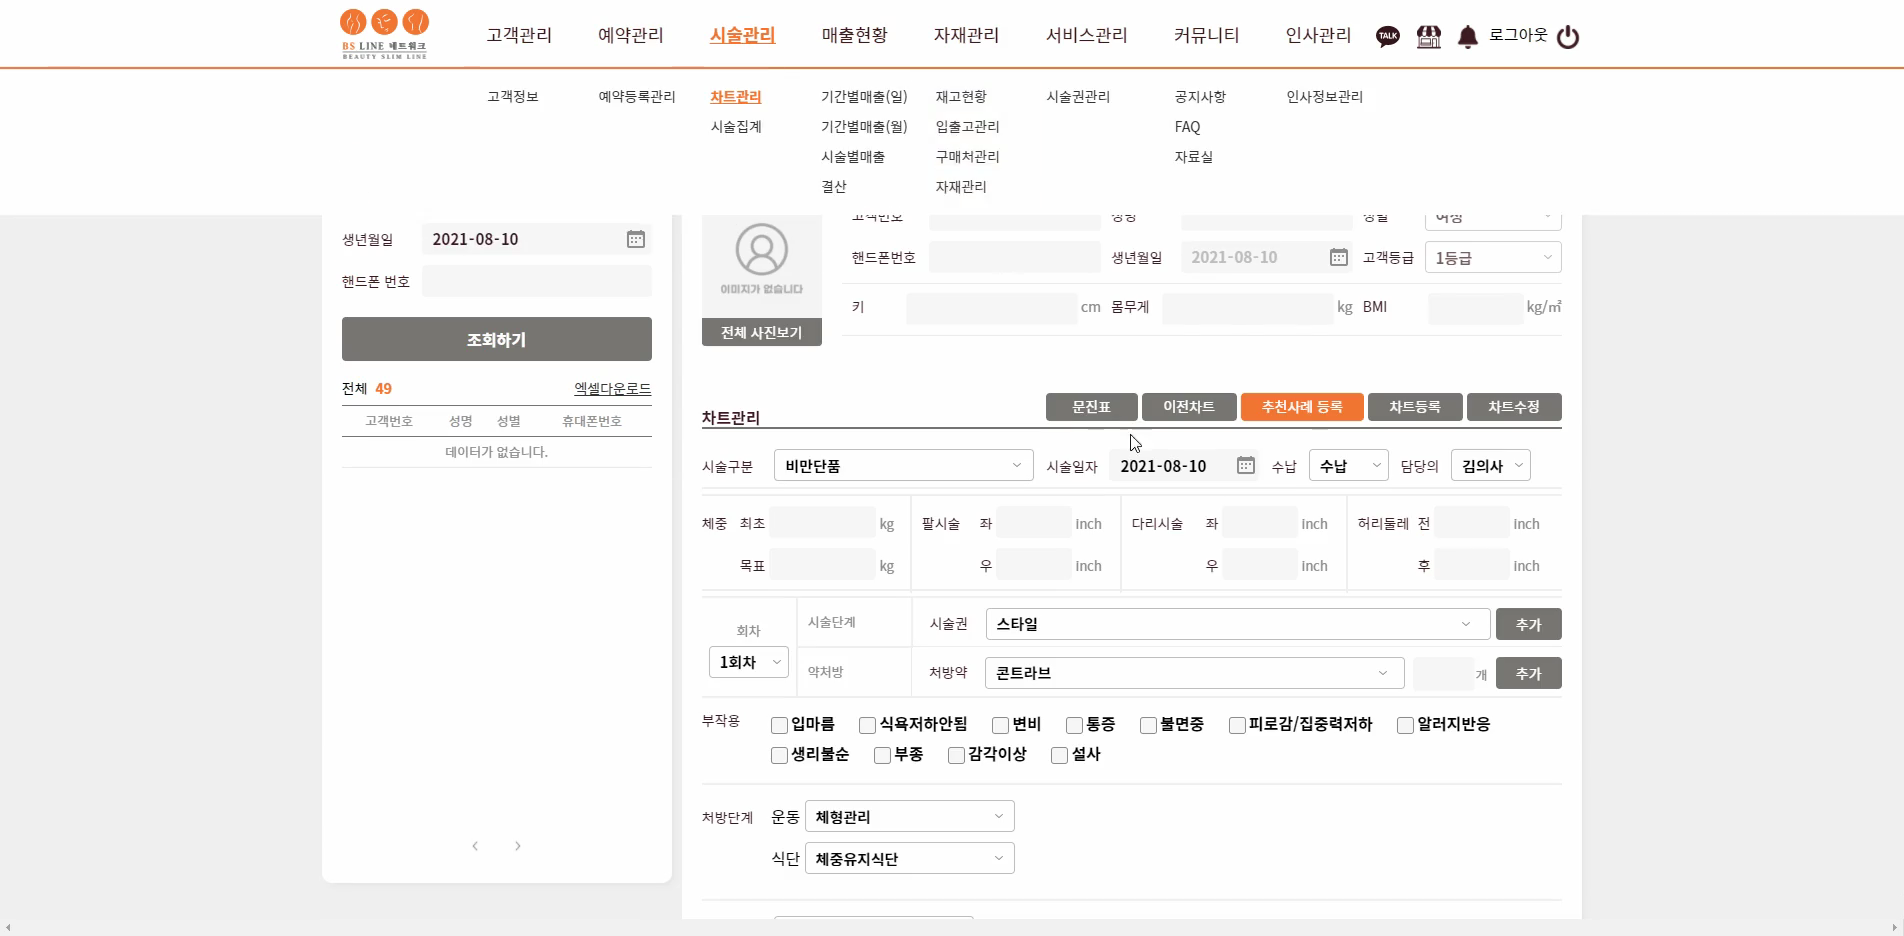 BS LINE 네트워크
BEAUTY SLIM LINE
고객관리 예약관리 시술관리 매출현황 자재관리 서비스관리 커뮤니티 인사관리 TALK 로그아웃
고객정보 예약등록관리 차트관리 기간별매출(일) 재고현황 시술권관리 공지사항 인사정보관리
시술집계 기간별매출(월) 입출고관리 FAQ
시술별매출 구매처관리 자료실
결산 자재관리
생년월일 2021-08-10
핸드폰 번호
조회하기
전체 49 엑셀다운로드
고객번호 성명 성별 휴대폰번호
데이터가 없습니다.
이미지가 없습니다
전체 사진보기
고객번호 성명 성별 여성
핸드폰번호 생년월일 2021-08-10 고객등급 1등급
키 cm 몸무게 kg BMI kg/㎡
차트관리 문진표 이전차트 추천사례 등록 차트등록 차트수정
시술구분 비만단품 시술일자 2021-08-10 수납 수납 담당의 김의사
체중 최초 kg 팔시술 좌 inch 다리시술 좌 inch 허리둘레 전 inch
목표 kg 우 inch 우 inch 후 inch
회차 시술단계 시술권 스타일 추가
1회차 약처방 처방약 콘트라브 개 추가
부작용 입마름 식욕저하안됨 변비 통증 불면중 피로감/집중력저하 알러지반응
생리불순 부종 감각이상 설사
처방단계 운동 체형관리
식단 체중유지식단